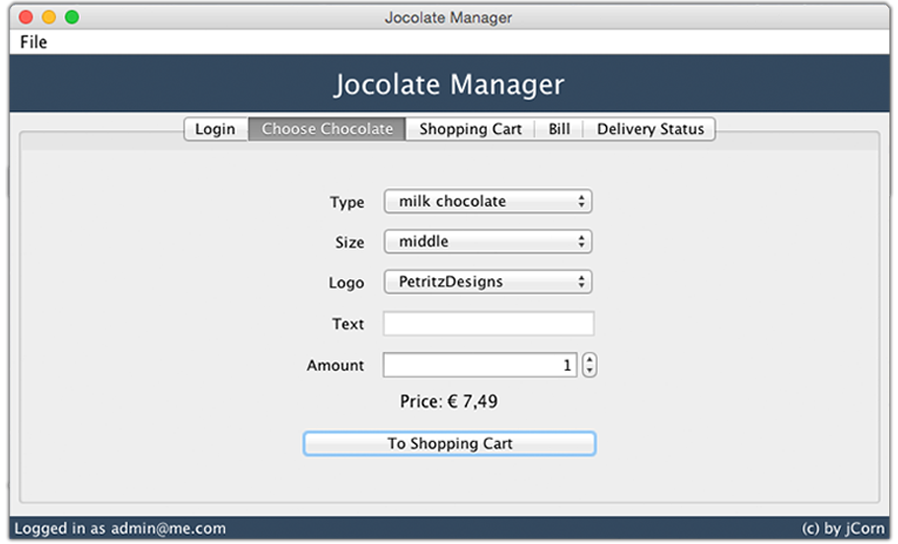 Jocolate Manager
File
Jocolate Manager
Login Choose Chocolate Shopping Cart Bill Delivery Status
Type milk chocolate
Size middle
Logo PetritzDesigns
Text
Amount 1
Price: € 7,49
To Shopping Cart
Logged in as admin@me.com (c) by jCorn